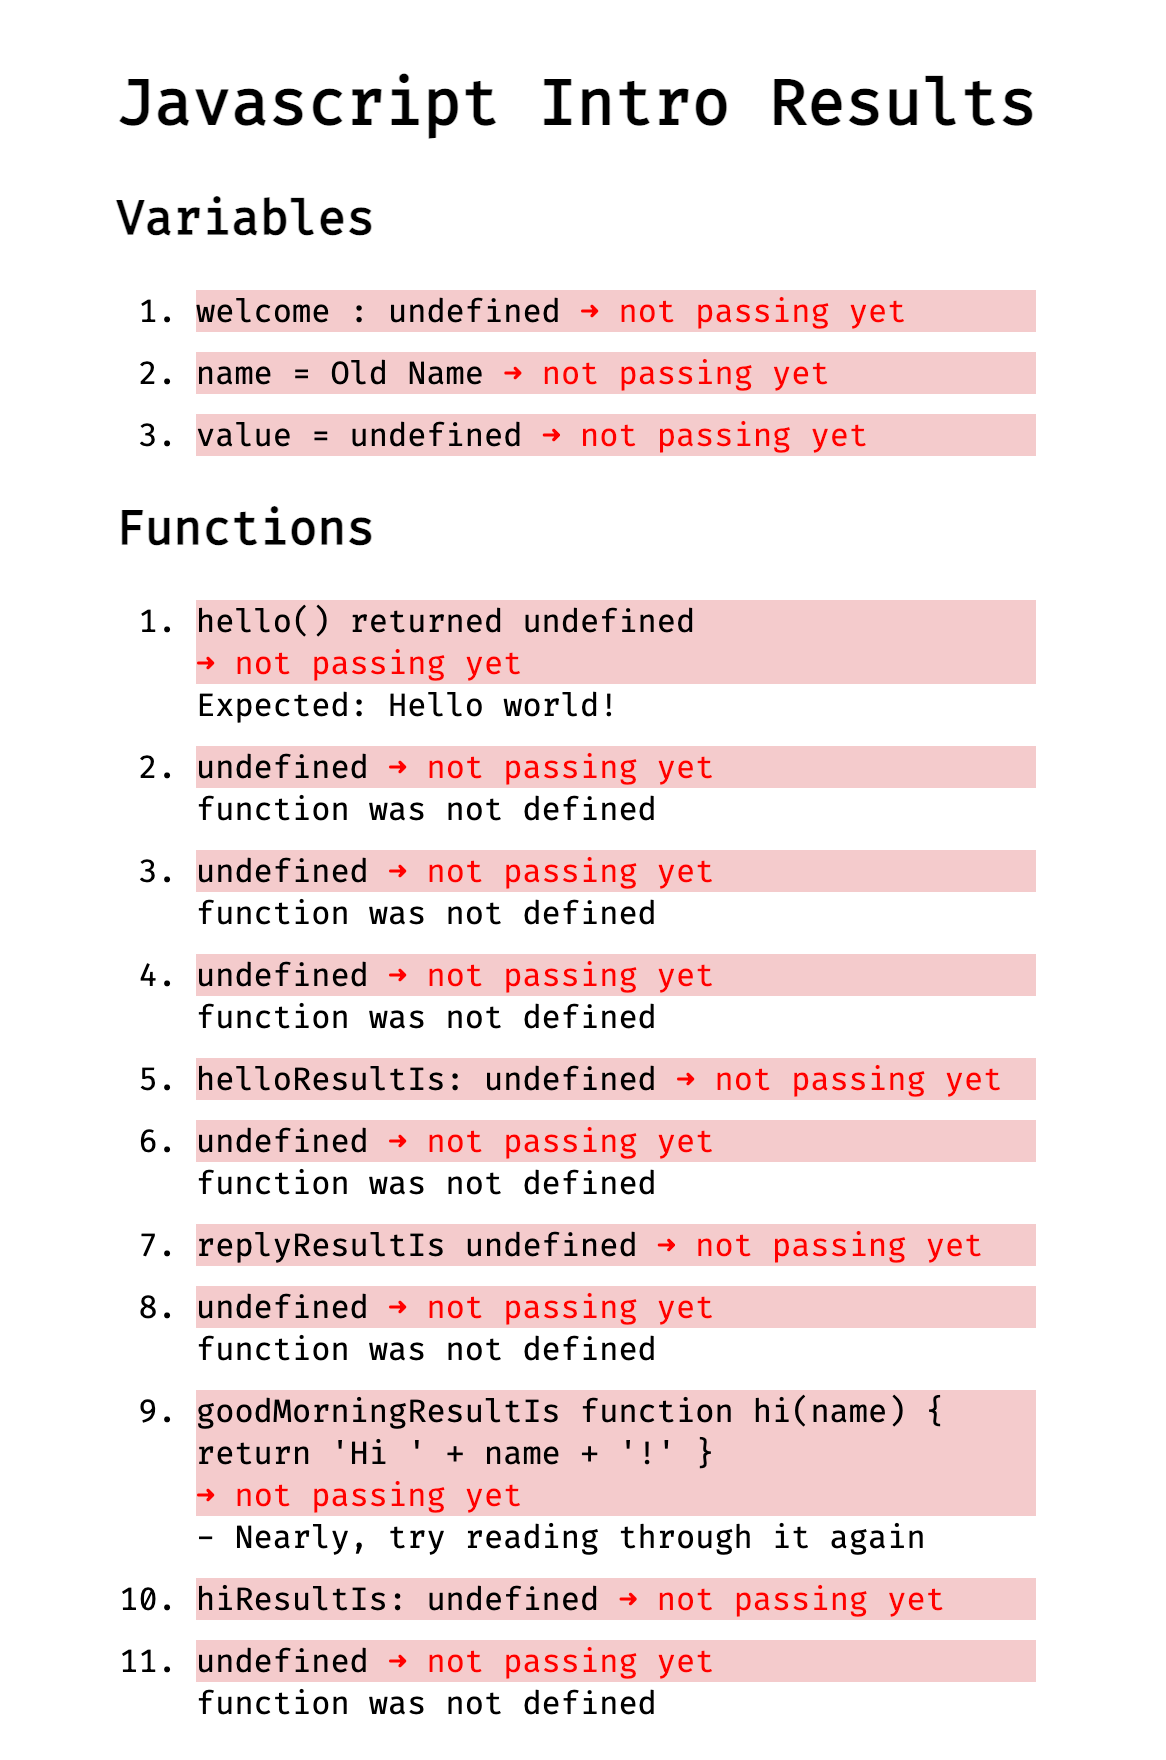 Javascript Intro Results
Variables
1. welcome : undefined ➜ not passing yet
2. name = Old Name ➜ not passing yet
3. value = undefined ➜ not passing yet
Functions
1. hello() returned undefined
➜ not passing yet
Expected: Hello world!
2. undefined ➜ not passing yet
function was not defined
3. undefined ➜ not passing yet
function was not defined
4. undefined ➜ not passing yet
function was not defined
5. helloResultIs: undefined ➜ not passing yet
6. undefined ➜ not passing yet
function was not defined
7. replyResultIs undefined ➜ not passing yet
8. undefined ➜ not passing yet
function was not defined
9. goodMorningResultIs function hi(name) {
return 'Hi ' + name + '!' }
➜ not passing yet
– Nearly, try reading through it again
10. hiResultIs: undefined ➜ not passing yet
11. undefined ➜ not passing yet
function was not defined